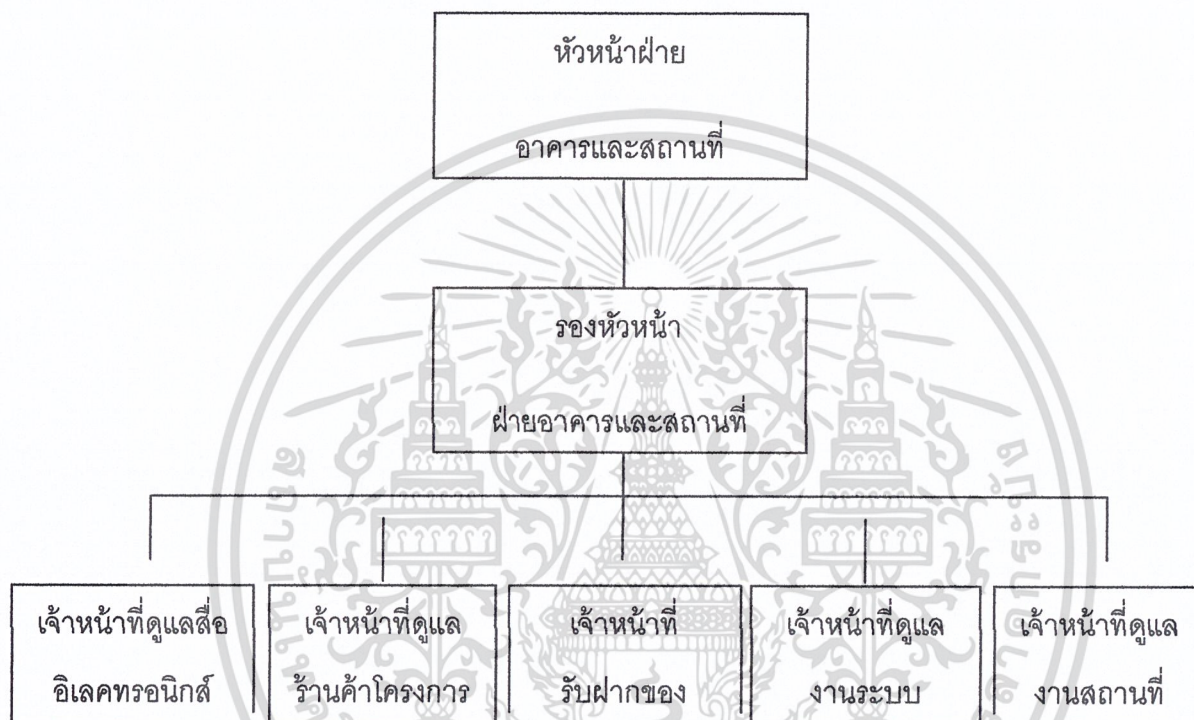 หัวหน้าฝ่าย
อาคารและสถานที่
รองหัวหน้า
ฝ่ายอาคารและสถานที่
เจ้าหน้าที่ดูแลสื่อ
อิเลคทรอนิกส์
เจ้าหน้าที่ดูแล
ร้านค้าโครงการ
เจ้าหน้าที่
รับฝากของ
เจ้าหน้าที่ดูแล
งานระบบ
เจ้าหน้าที่ดูแล
งานสถานที่